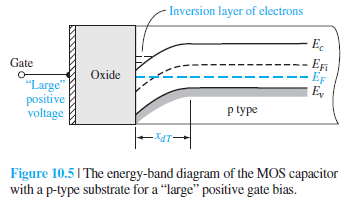 Inversion layer of electrons
Gate
"Large"
positive
voltage
Oxide
E_c
E_Fi
E_F
E_v
p type
x_dT
Figure 10.5 | The energy-band diagram of the MOS capacitor
with a p-type substrate for a "large" positive gate bias.